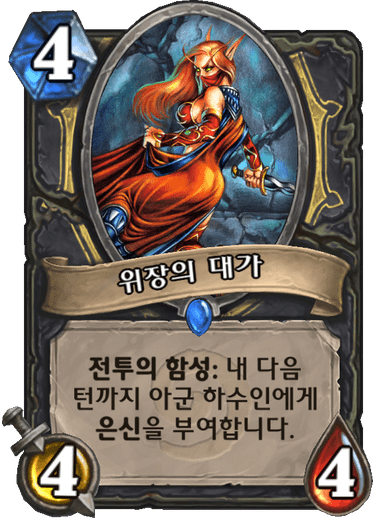 4
위장의 대가
전투의 함성: 내 다음
턴까지 아군 하수인에게
은신을 부여합니다.
4
4